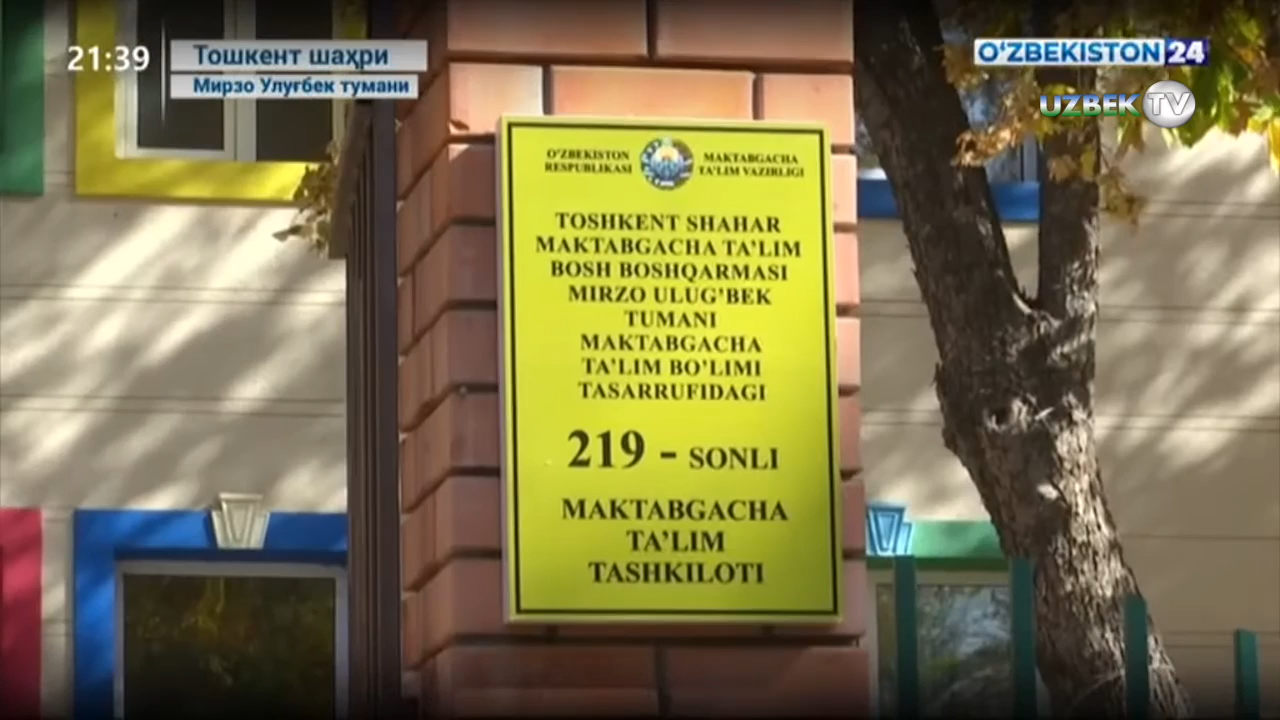 21:39
Тошкент шаҳри
Мирзо Улуғбек тумани
O‘ZBEKISTON 24
UZBEK TV
O’ZBEKISTON
RESPUBLIKASI
MAKTABGACHA
TA’LIM VAZIRLIGI
TOSHKENT SHAHAR
MAKTABGACHA TA’LIM
BOSH BOSHQARMASI
MIRZO ULUG’BEK
TUMANI
MAKTABGACHA
TA’LIM BO’LIMI
TASARRUFIDAGI
219 - SONLI
MAKTABGACHA
TA’LIM
TASHKILOTI